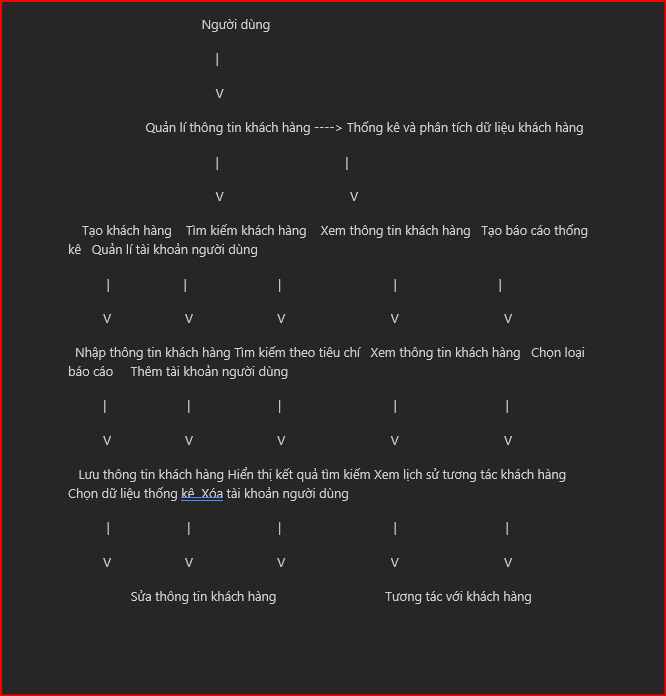 Người dùng
|
V
Quản lí thông tin khách hàng ----> Thống kê và phân tích dữ liệu khách hàng
| |
V V
Tạo khách hàng Tìm kiếm khách hàng Xem thông tin khách hàng Tạo báo cáo thống
kê Quản lí tài khoản người dùng
| | | | |
V V V V V
Nhập thông tin khách hàng Tìm kiếm theo tiêu chí Xem thông tin khách hàng Chọn loại
báo cáo Thêm tài khoản người dùng
| | | | |
V V V V V
Lưu thông tin khách hàng Hiển thị kết quả tìm kiếm Xem lịch sử tương tác khách hàng
Chọn dữ liệu thống kê Xóa tài khoản người dùng
| | | | |
V V V V V
Sửa thông tin khách hàng Tương tác với khách hàng